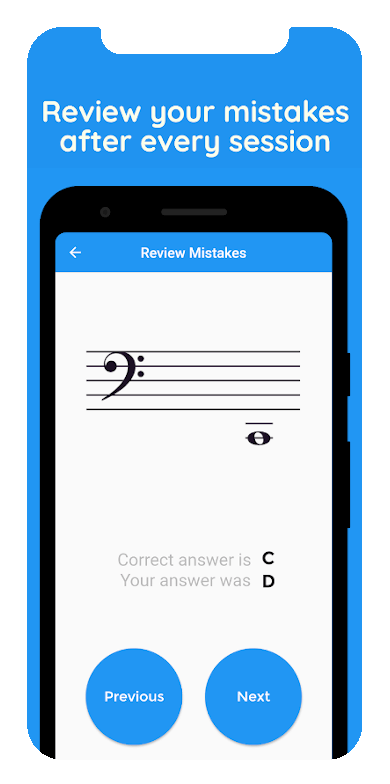 Review your mistakes
after every session
Review Mistakes
Correct answer is C
Your answer was D
Previous
Next